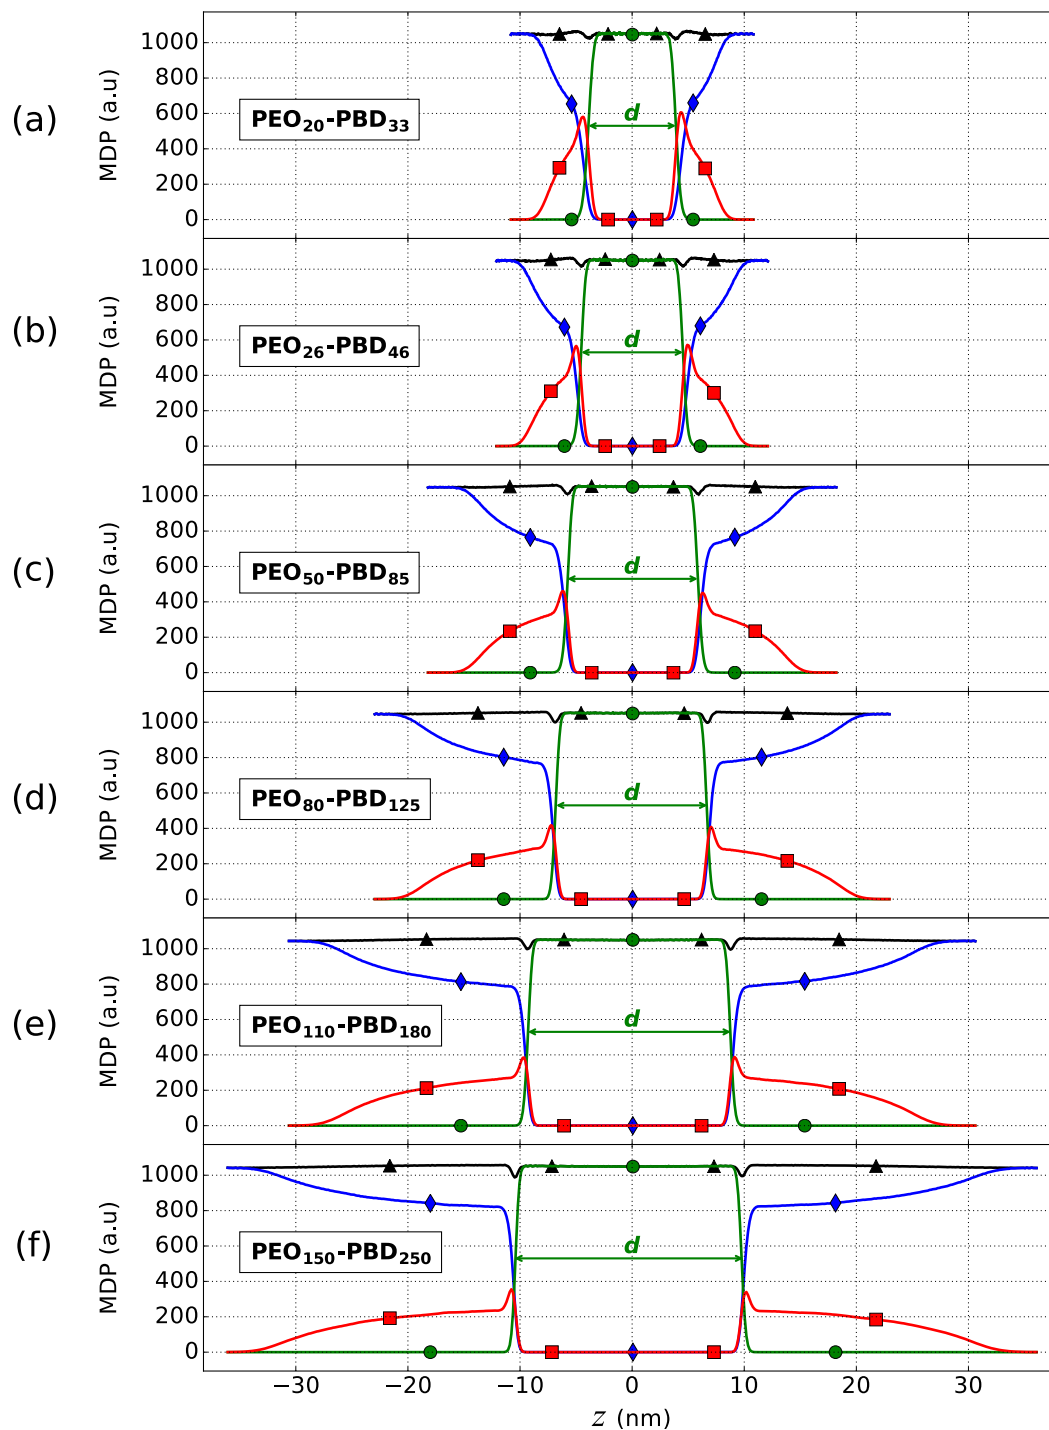 (a)
MDP (a.u)
1000
800
600
400
200
0
PEO20-PBD33
d
(b)
MDP (a.u)
1000
800
600
400
200
0
PEO26-PBD46
d
(c)
MDP (a.u)
1000
800
600
400
200
0
PEO50-PBD85
d
(d)
MDP (a.u)
1000
800
600
400
200
0
PEO80-PBD125
d
(e)
MDP (a.u)
1000
800
600
400
200
0
PEO110-PBD180
d
(f)
MDP (a.u)
1000
800
600
400
200
0
PEO150-PBD250
d
−30 −20 −10 0 10 20 30
z (nm)